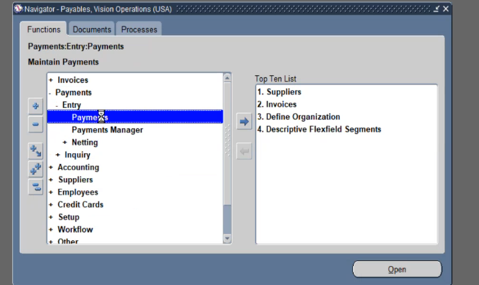 Navigator - Payables, Vision Operations (USA)
Functions
Documents
Processes
Payments:Entry:Payments
Maintain Payments
+ Invoices
- Payments
- Entry
Payments
Payments Manager
+ Netting
+ Inquiry
+ Accounting
+ Suppliers
+ Employees
+ Credit Cards
+ Setup
+ Workflow
+ Other
Top Ten List
1. Suppliers
2. Invoices
3. Define Organization
4. Descriptive Flexfield Segments
Open